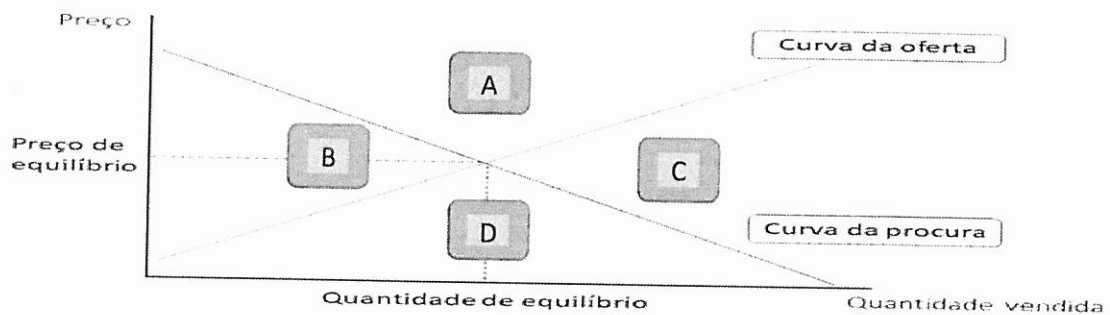 Preço
Curva da oferta
A
Preço de
equilíbrio
B
C
D
Curva da procura
Quantidade de equilíbrio
Quantidade vendida